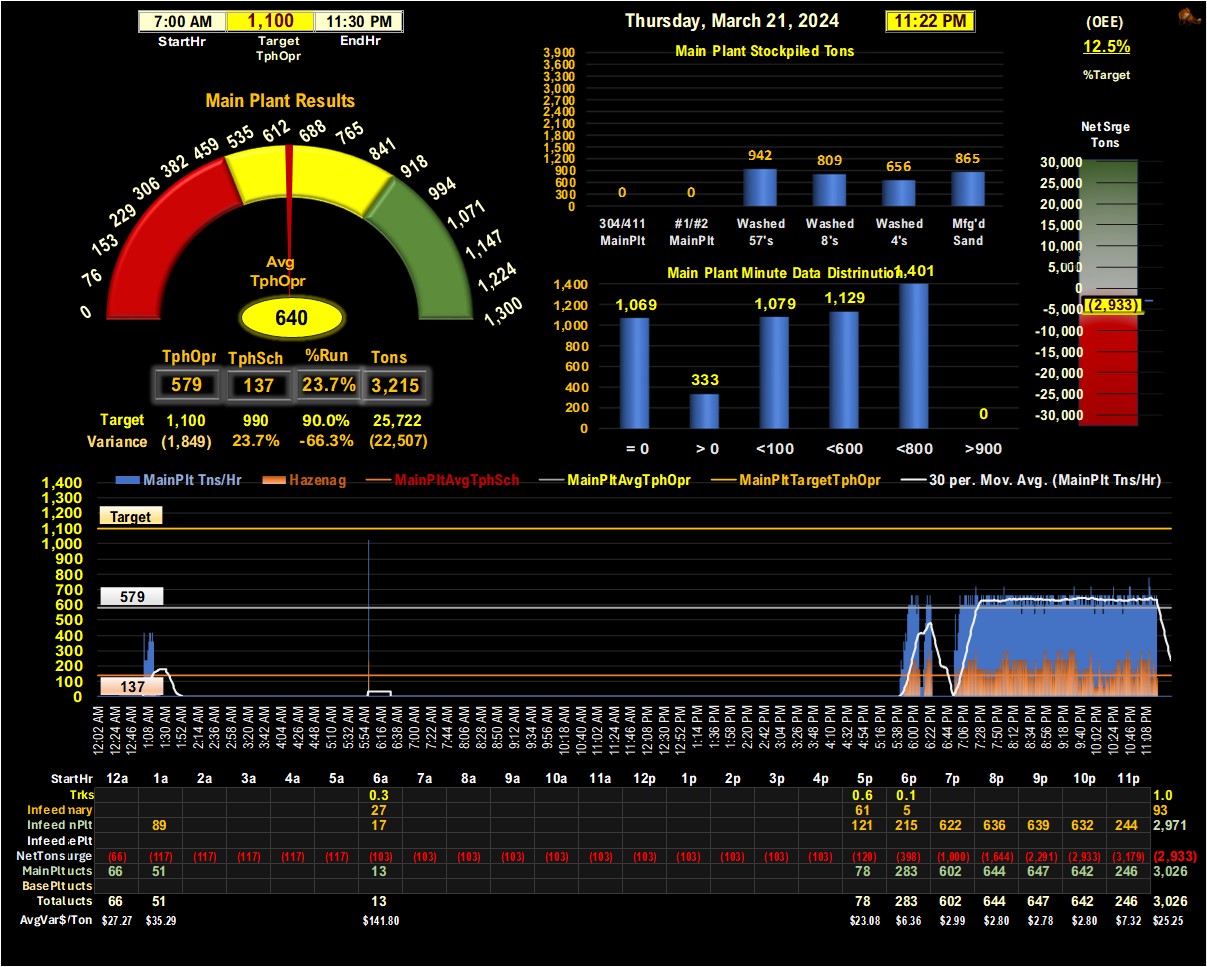 7:00 AM 1,100 11:30 PM
StartHr Target TphOpr EndHr
Thursday, March 21, 2024 11:22 PM
(OEE)
12.5%
%Target
Main Plant Results
0 76 153 229 306 382 459 535 612 688 765 841 918 994 1,071 1,147 1,224 1,300
Avg
TphOpr
640
TphOpr TphSch %Run Tons
579 137 23.7% 3,215
Target 1,100 990 90.0% 25,722
Variance (1,849) 23.7% -66.3% (22,507)
Main Plant Stockpiled Tons
3,900
3,600
3,300
3,000
2,700
2,400
2,100
1,800
1,500
1,200
900
600
300
0
0 0 942 809 656 865
304/411 #1/#2 Washed Washed Washed Mfg'd
MainPlt MainPlt 57's 8's 4's Sand
Main Plant Minute Data Distrinution
1,400
1,200
1,000
800
600
400
200
0
1,069 333 1,079 1,129 1,401 0
= 0 > 0 <100 <600 <800 >900
Net Srge
Tons
30,000
25,000
20,000
15,000
10,000
5,000
0
-5,000
-10,000
-15,000
-20,000
-25,000
-30,000
(2,933)
MainPlt Tns/Hr Hazenag MainPltAvgTphSch MainPltAvgTphOpr MainPltTargetTphOpr 30 per. Mov. Avg. (MainPlt Tns/Hr)
1,400
1,300
1,200
1,100
1,000
900
800
700
600
500
400
300
200
100
0
Target
579
137
12:02 AM 12:24 AM 12:46 AM 1:08 AM 1:30 AM 1:52 AM 2:14 AM 2:36 AM 2:58 AM 3:20 AM 3:42 AM 4:04 AM 4:26 AM 4:48 AM 5:10 AM 5:32 AM 5:54 AM 6:16 AM 6:38 AM 7:00 AM 7:22 AM 7:44 AM 8:06 AM 8:28 AM 8:50 AM 9:12 AM 9:34 AM 9:56 AM 10:18 AM 10:40 AM 11:02 AM 11:24 AM 11:46 AM 12:08 PM 12:30 PM 12:52 PM 1:14 PM 1:36 PM 1:58 PM 2:20 PM 2:42 PM 3:04 PM 3:26 PM 3:48 PM 4:10 PM 4:32 PM 4:54 PM 5:16 PM 5:38 PM 6:00 PM 6:22 PM 6:44 PM 7:06 PM 7:28 PM 7:50 PM 8:12 PM 8:34 PM 8:56 PM 9:18 PM 9:40 PM 10:02 PM 10:24 PM 10:46 PM 11:08 PM
StartHr 12a 1a 2a 3a 4a 5a 6a 7a 8a 9a 10a 11a 12p 1p 2p 3p 4p 5p 6p 7p 8p 9p 10p 11p
Trks 0.3 0.6 0.1 1.0
Infeed nary 27 61 5 93
Infeed nPlt 89 17 121 215 622 636 639 632 244 2,971
Infeed ePlt
NetTons urge (66) (117) (117) (117) (117) (117) (103) (103) (103) (103) (103) (103) (103) (103) (103) (103) (103) (120) (398) (1,000) (1,644) (2,291) (2,933) (3,179) (2,933)
MainPlt ucts 66 51 13 78 283 602 644 647 642 246 3,026
Base Plt ucts
Total ucts 66 51 13 78 283 602 644 647 642 246 3,026
AvgVar$/Ton $27.27 $35.29 $141.80 $23.08 $6.36 $2.99 $2.80 $2.78 $2.80 $7.32 $25.25